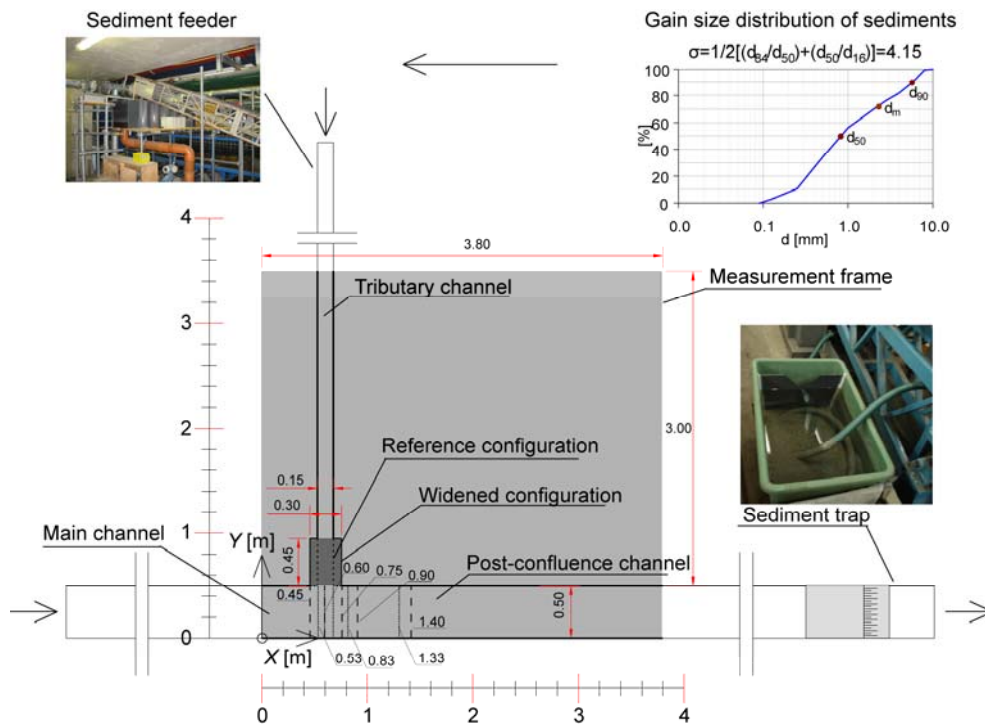 Sediment feeder
Gain size distribution of sediments
σ=1/2[(d84/d50)+(d50/d16)]=4.15
100
80
60
40
20
0
[%]
d90
dm
d50
0.0
0.1
1.0
10.0
d [mm]
4
3
2
1
0
3.80
Measurement frame
Tributary channel
3.00
Reference configuration
0.15
Widened configuration
0.30
Main channel
Sediment trap
Y [m]
0.45
0.60
0.75
0.90
Post-confluence channel
0.45
0.50
1.40
X [m]
0.53
0.83
1.33
0
1
2
3
4